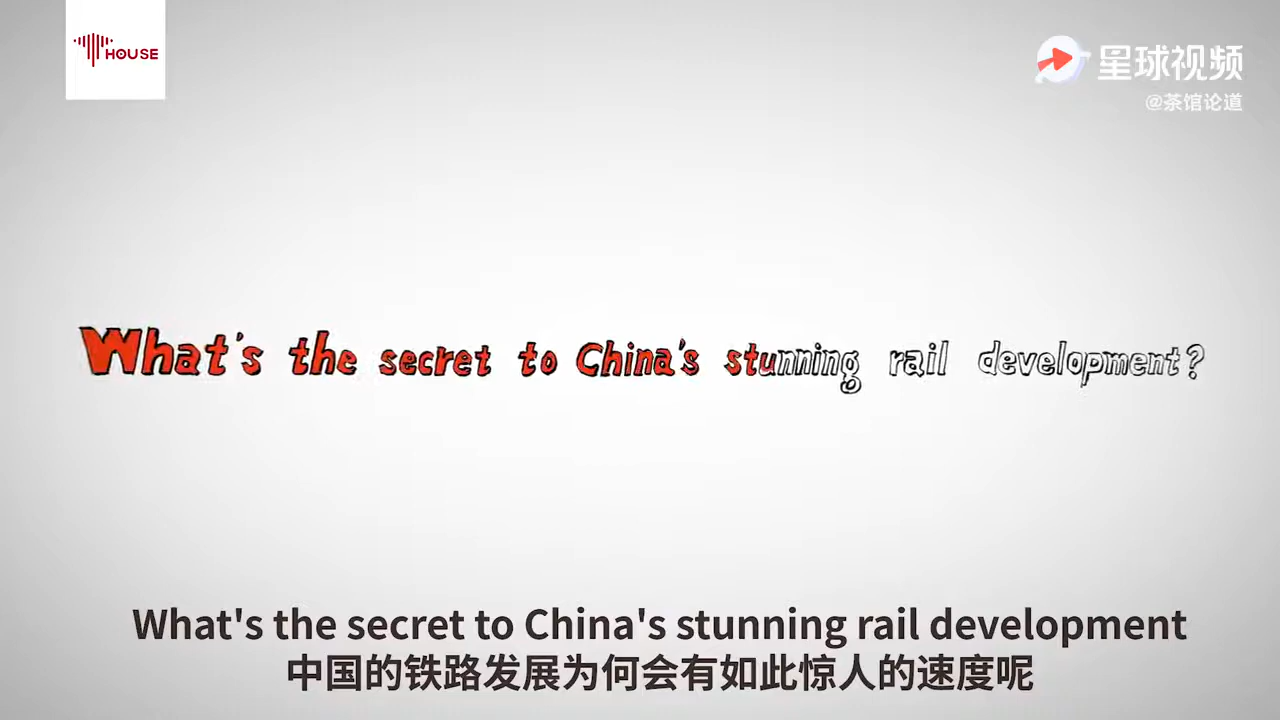 HOUSE
星球视频
@茶馆论道
What's the secret to China's stunning rail development?
What's the secret to China's stunning rail development
中国的铁路发展为何会有如此惊人的速度呢